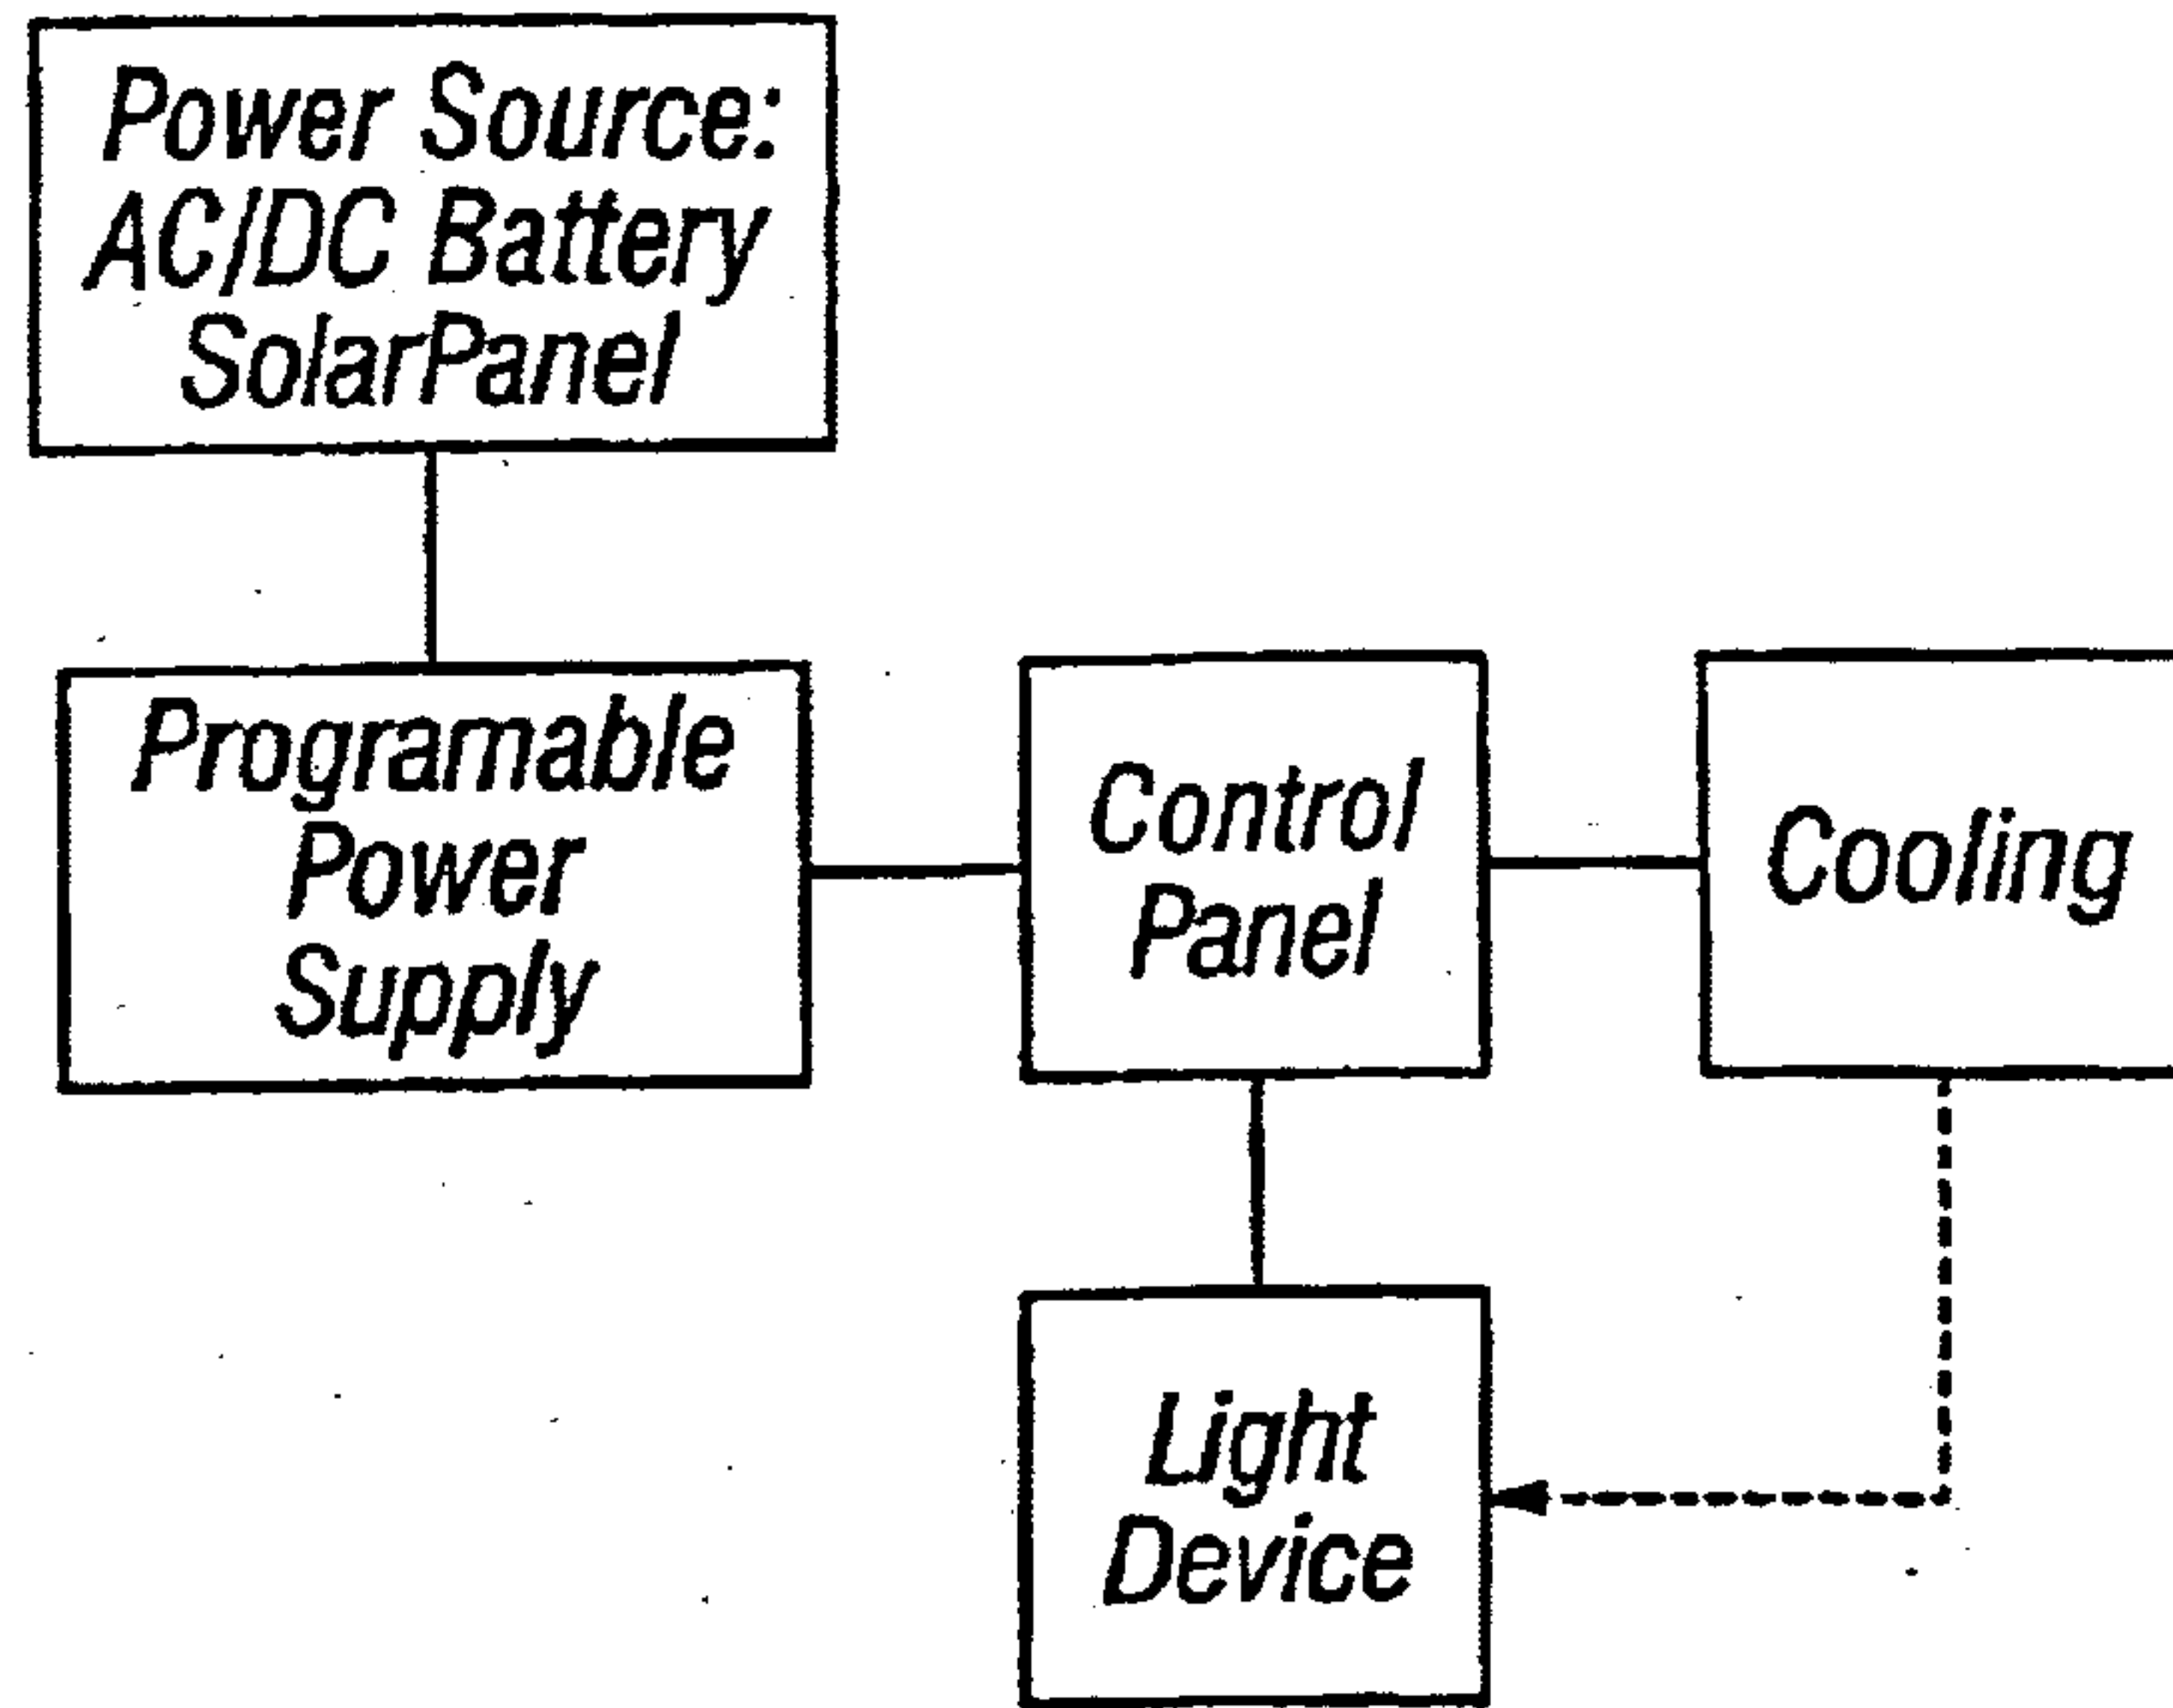 Power Source:
AC/DC Battery
SolarPanel
Programable
Power
Supply
Control
Panel
Cooling
Light
Device